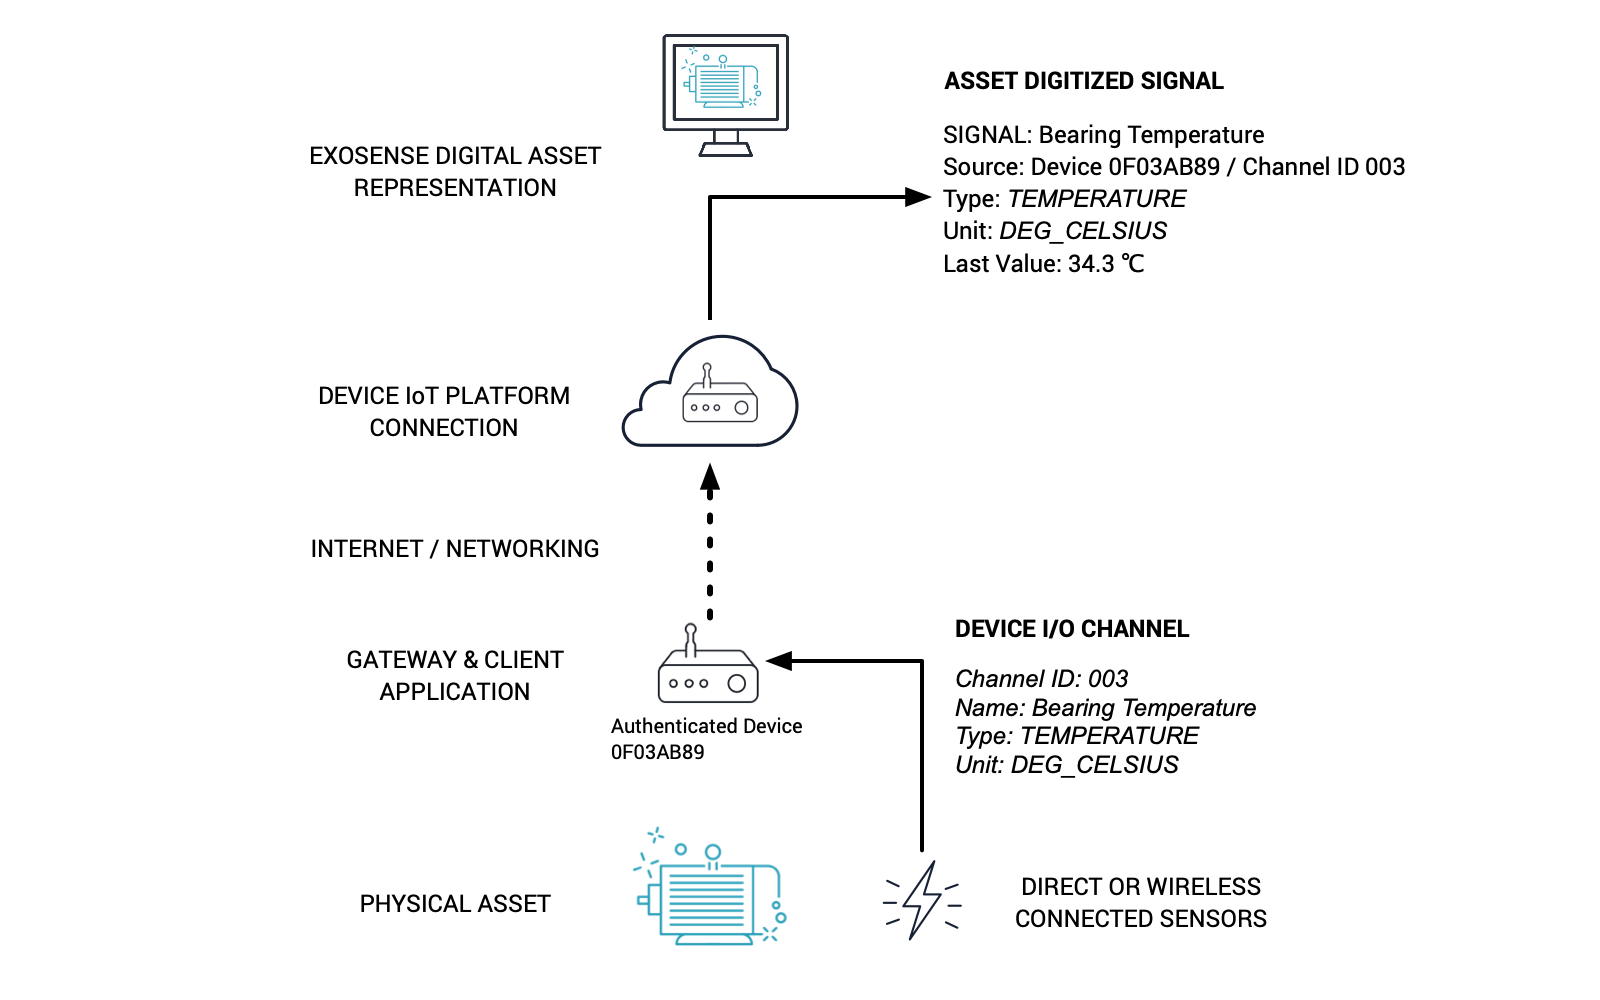 ASSET DIGITIZED SIGNAL
SIGNAL: Bearing Temperature
Source: Device 0F03AB89 / Channel ID 003
Type: TEMPERATURE
Unit: DEG_CELSIUS
Last Value: 34.3 ℃
EXOSENSE DIGITAL ASSET
REPRESENTATION
DEVICE IoT PLATFORM
CONNECTION
INTERNET / NETWORKING
GATEWAY & CLIENT
APPLICATION
Authenticated Device
0F03AB89
DEVICE I/O CHANNEL
Channel ID: 003
Name: Bearing Temperature
Type: TEMPERATURE
Unit: DEG_CELSIUS
PHYSICAL ASSET
DIRECT OR WIRELESS
CONNECTED SENSORS